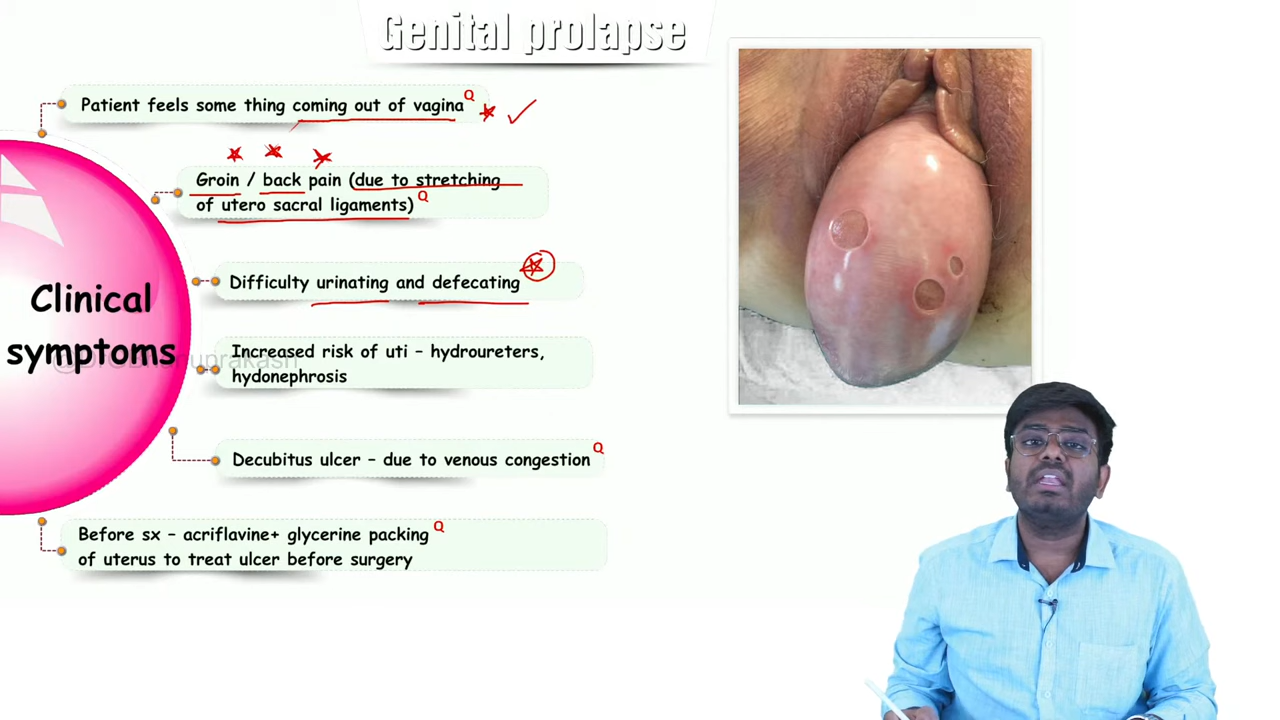 Genital prolapse
Patient feels some thing coming out of vagina Q
Groin / back pain (due to stretching
of utero sacral ligaments) Q
Difficulty urinating and defecating
Clinical
symptoms
Increased risk of uti – hydroureters,
hydonephrosis
Decubitus ulcer – due to venous congestion Q
Before sx – acriflavine+ glycerine packing Q
of uterus to treat ulcer before surgery